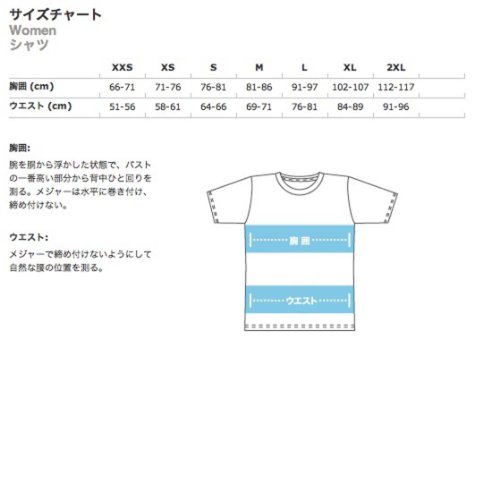 サイズチャート
Women
シャツ
XXS XS S M L XL 2XL
胸囲 (cm) 66-71 71-76 76-81 81-86 91-97 102-107 112-117
ウエスト (cm) 51-56 58-61 64-66 69-71 76-81 84-89 91-96
胸囲:
腕を胴から浮かした状態で、バスト
の一番高い部分から背中ひと回りを
測る。メジャーは水平に巻き付け、
締め付けない。
ウエスト:
メジャーで締め付けないようにして
自然な腰の位置を測る。
胸囲
ウエスト